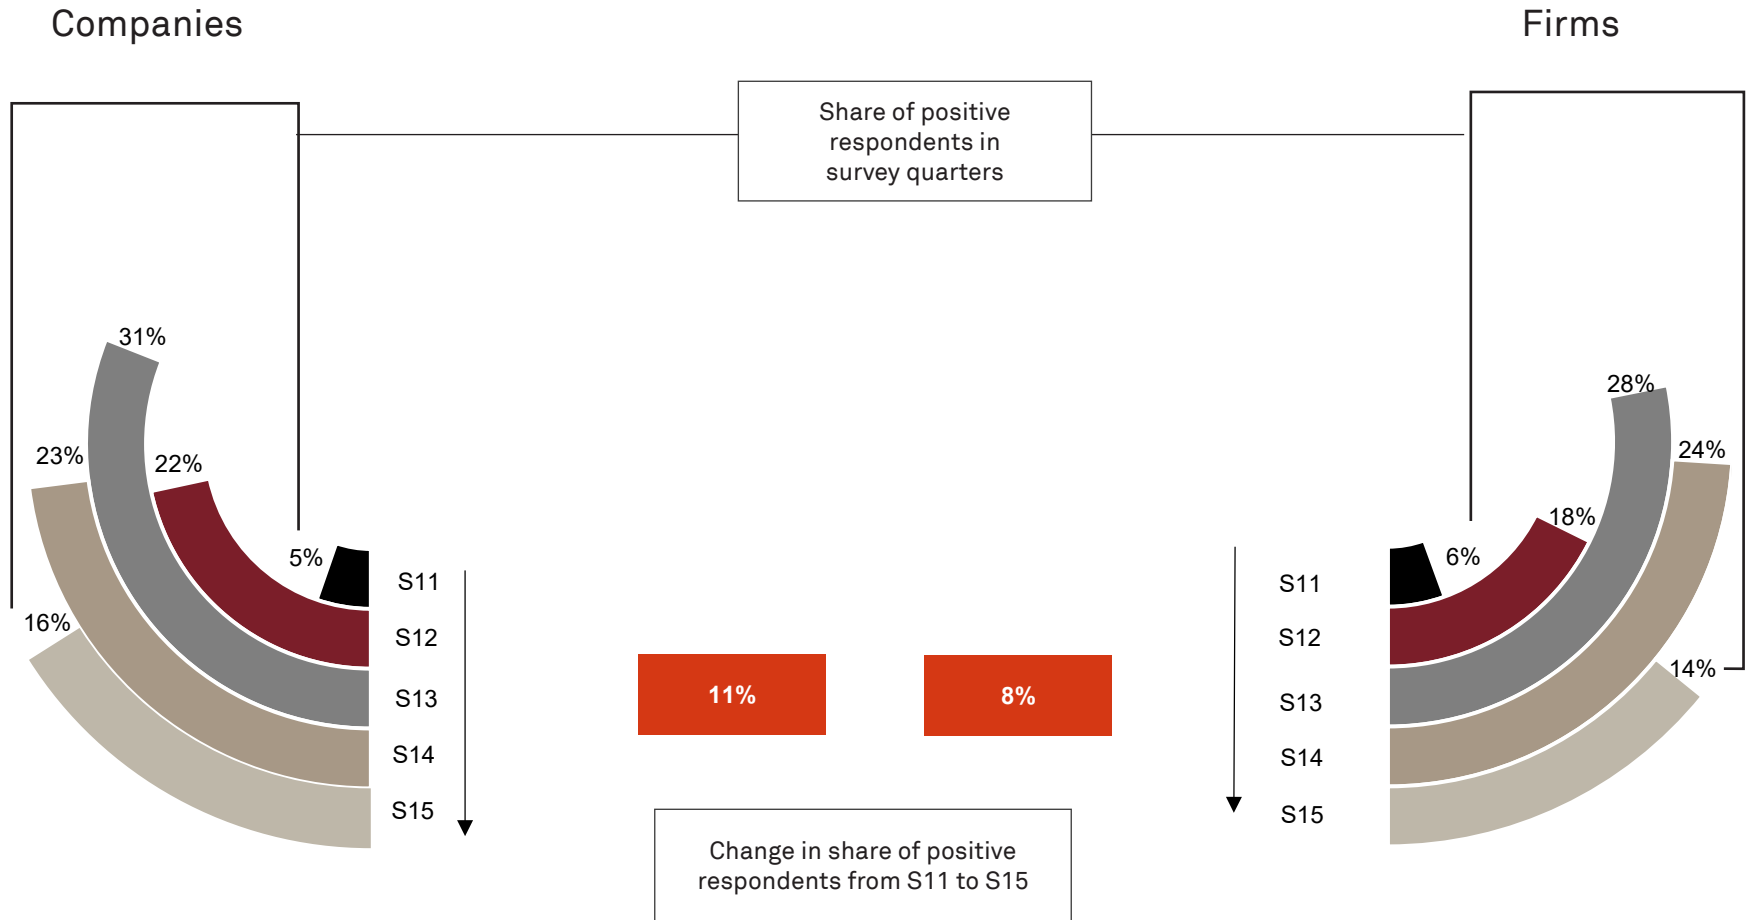 Companies
Firms
Share of positive
respondents in
survey quarters
31%
23%
22%
5%
16%
S11
S12
S13
S14
S15
11%
8%
Change in share of positive
respondents from S11 to S15
28%
24%
18%
6%
14%
S11
S12
S13
S14
S15